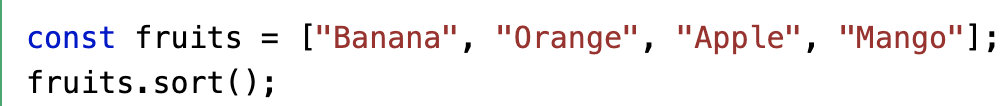 const fruits = ["Banana", "Orange", "Apple", "Mango"];
fruits.sort();